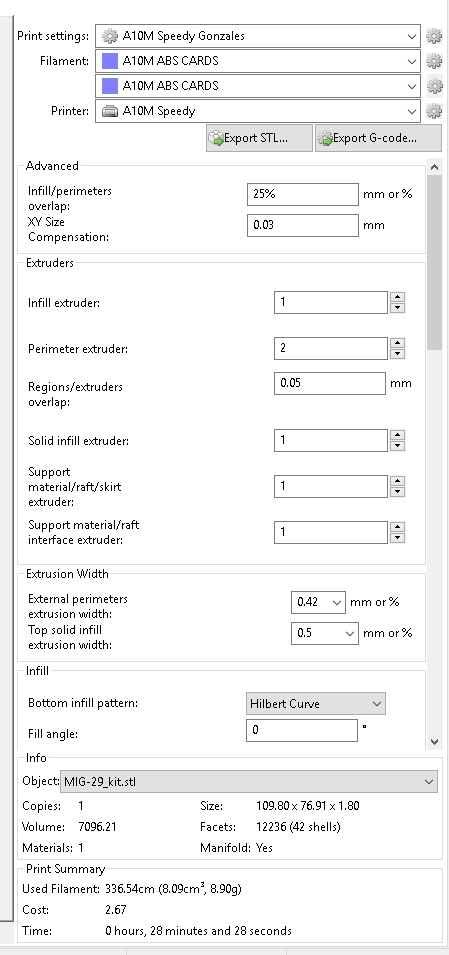 Print settings: A10M Speedy Gonzales
Filament: A10M ABS CARDS
A10M ABS CARDS
Printer: A10M Speedy
Export STL... Export G-code...
Advanced
Infill/perimeters
overlap: 25% mm or %
XY Size
Compensation: 0.03 mm
Extruders
Infill extruder: 1
Perimeter extruder: 2
Regions/extruders
overlap: 0.05 mm
Solid infill extruder: 1
Support
material/raft/skirt
extruder: 1
Support material/raft
interface extruder: 1
Extrusion Width
External perimeters
extrusion width: 0.42 mm or %
Top solid infill
extrusion width: 0.5 mm or %
Infill
Bottom infill pattern: Hilbert Curve
Fill angle: 0 °
Info
Object: MIG-29_kit.stl
Copies: 1 Size: 109.80 x 76.91 x 1.80
Volume: 7096.21 Facets: 12236 (42 shells)
Materials: 1 Manifold: Yes
Print Summary
Used Filament: 336.54cm (8.09cm³, 8.90g)
Cost: 2.67
Time: 0 hours, 28 minutes and 28 seconds